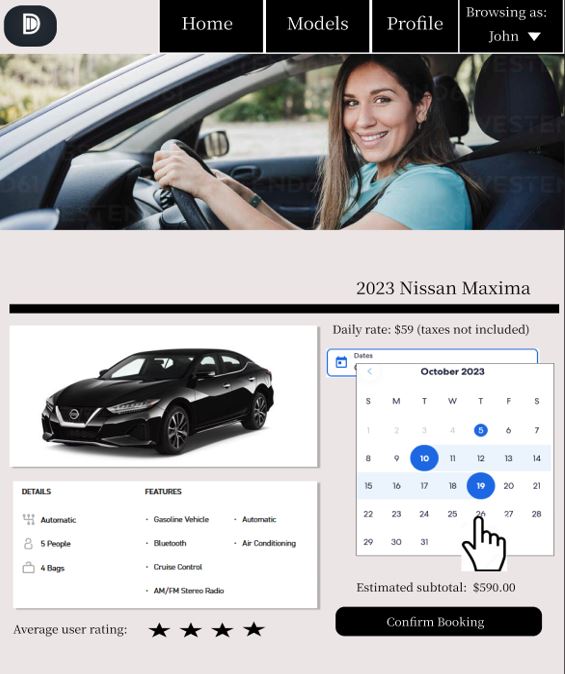 D
Home
Models
Profile
Browsing as:
John
2023 Nissan Maxima
Daily rate: $59 (taxes not included)
Dates
October 2023
S M T W T F S
1 2 3 4 5 6 7
8 9 10 11 12 13 14
15 16 17 18 19 20 21
22 23 24 25 26 27 28
29 30 31
DETAILS
Automatic
5 People
4 Bags
FEATURES
· Gasoline Vehicle
· Automatic
· Bluetooth
· Air Conditioning
· Cruise Control
· AM/FM Stereo Radio
Estimated subtotal: $590.00
Average user rating:
Confirm Booking